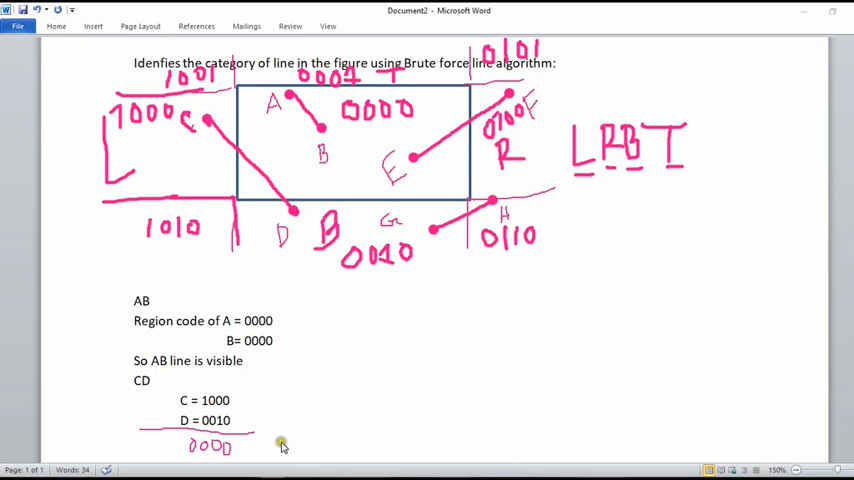 Document2 - Microsoft Word
File Home Insert Page Layout References Mailings Review View
Idenfies the category of line in the figure using Brute force line algorithm:
1001 0001 T 0101
1000 C A 0000 0100 F
L B E R L R B T
1010 D B 0010 G H 0110
AB
Region code of A = 0000
B= 0000
So AB line is visible
CD
C = 1000
D = 0010
0000
Page: 1 of 1 Words: 34 150%